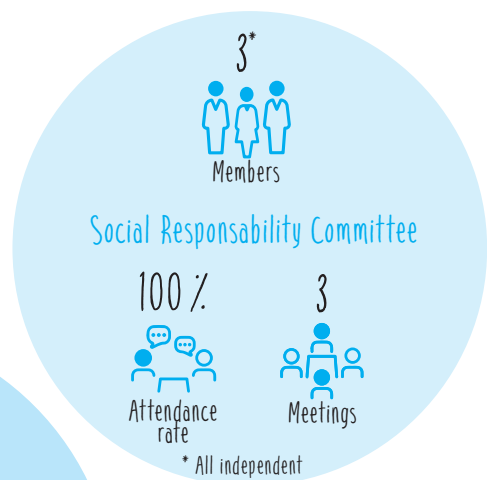 3*
Members
Social Responsability Committee
100 %
Attendance
rate
3
Meetings
* All independent